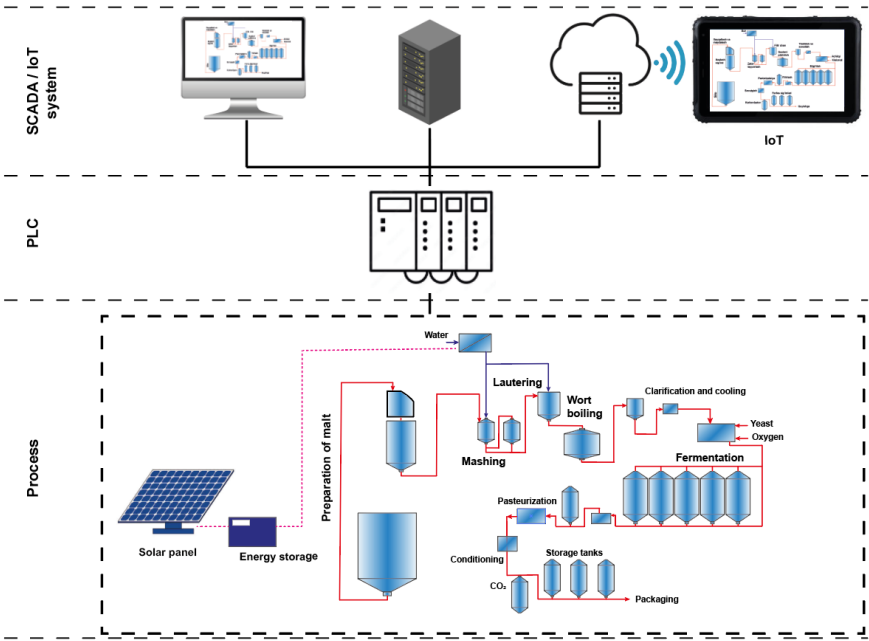 SCADA / IoT
system
IoT
PLC
Process
Water
Lautering
Wort
boiling
Clarification and cooling
Yeast
Oxygen
Preparation of malt
Mashing
Fermentation
Pasteurization
Solar panel
Energy storage
Conditioning
Storage tanks
CO₂
Packaging